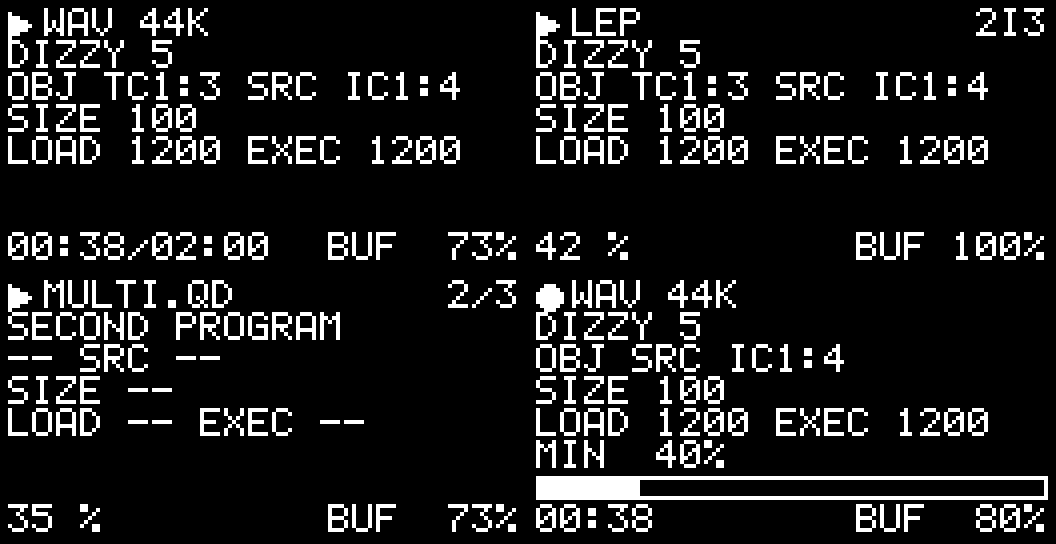 ▶WAV 44K
DIZZY 5
OBJ TC1:3 SRC IC1:4
SIZE 100
LOAD 1200 EXEC 1200
00:38/02:00 BUF 73%
▶LEP 2I3
DIZZY 5
OBJ TC1:3 SRC IC1:4
SIZE 100
LOAD 1200 EXEC 1200
42 % BUF 100%
▶MULTI.QD 2/3
SECOND PROGRAM
-- SRC --
SIZE --
LOAD -- EXEC --
35 % BUF 73%
●WAV 44K
DIZZY 5
OBJ SRC IC1:4
SIZE 100
LOAD 1200 EXEC 1200
MIN 40%
00:38 BUF 80%